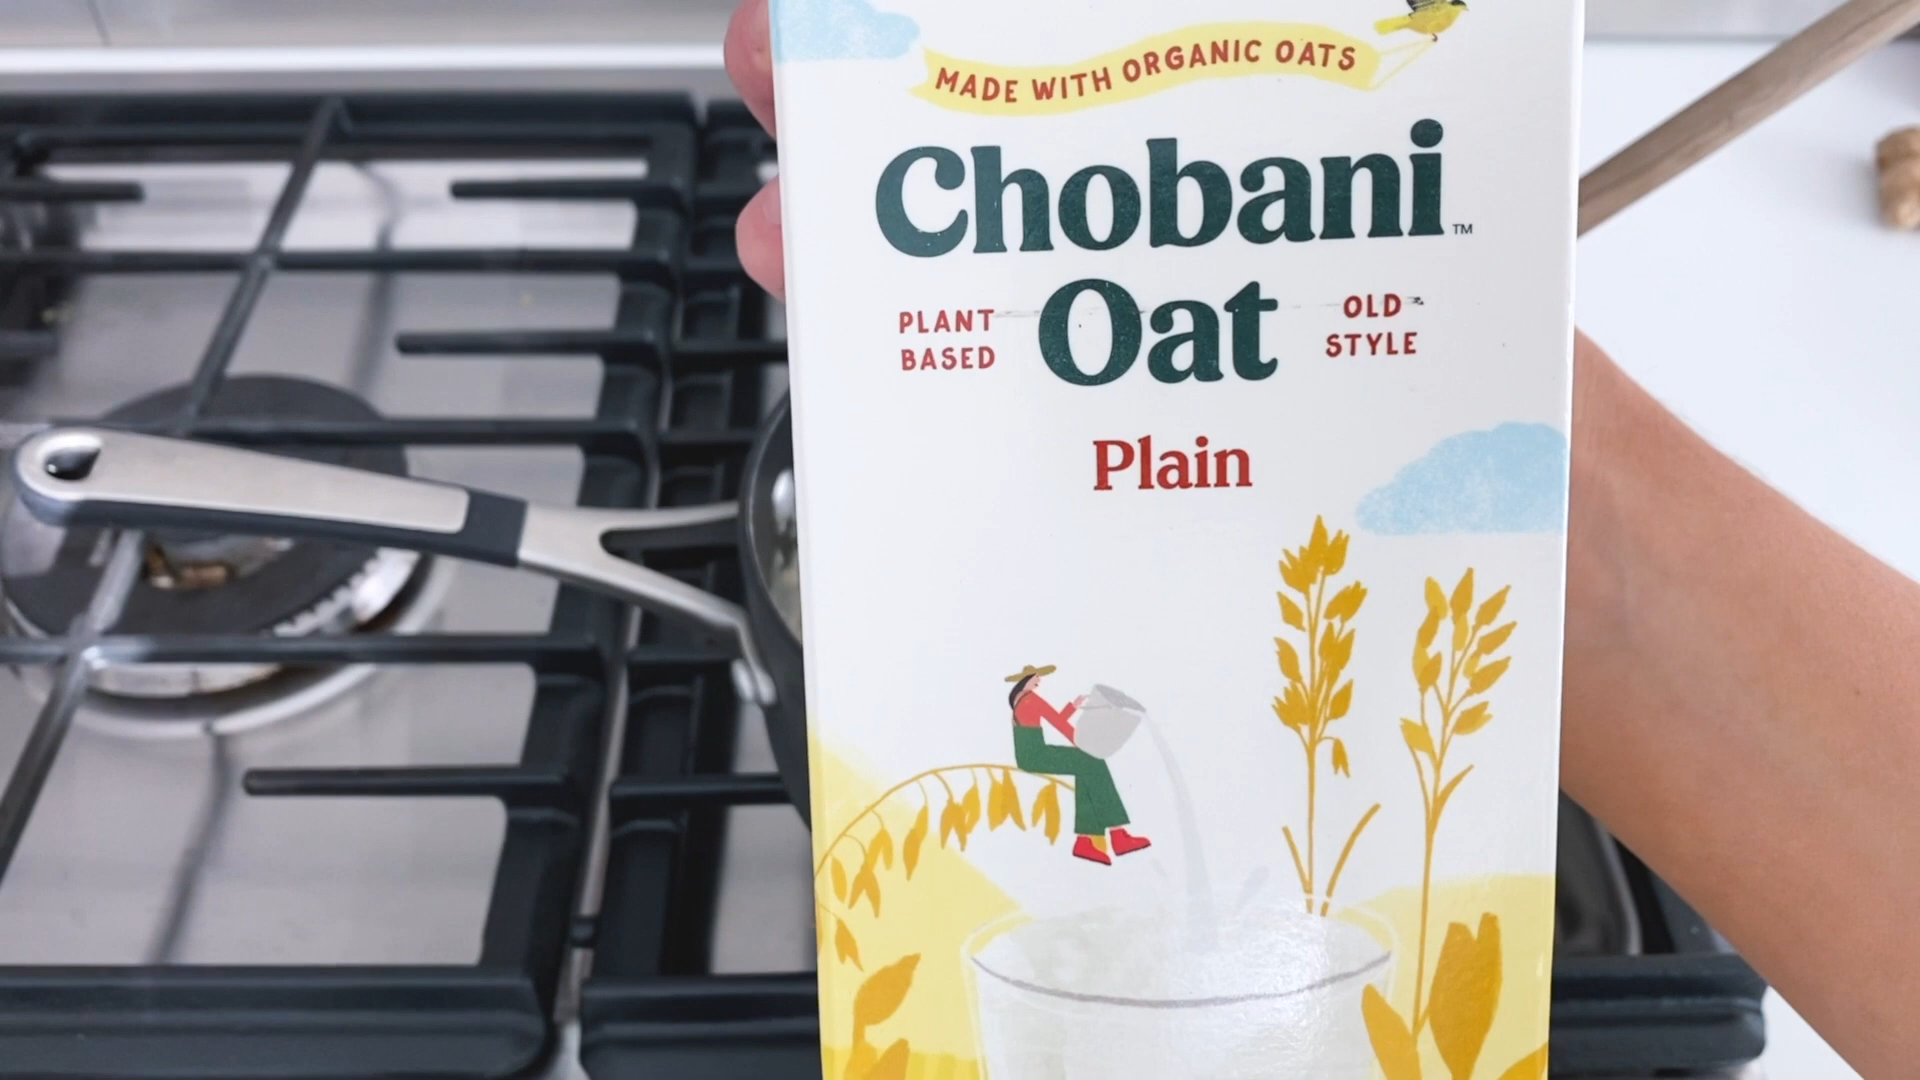 MADE WITH ORGANIC OATS
Chobani™
PLANT BASED
Oat
OLD STYLE
Plain